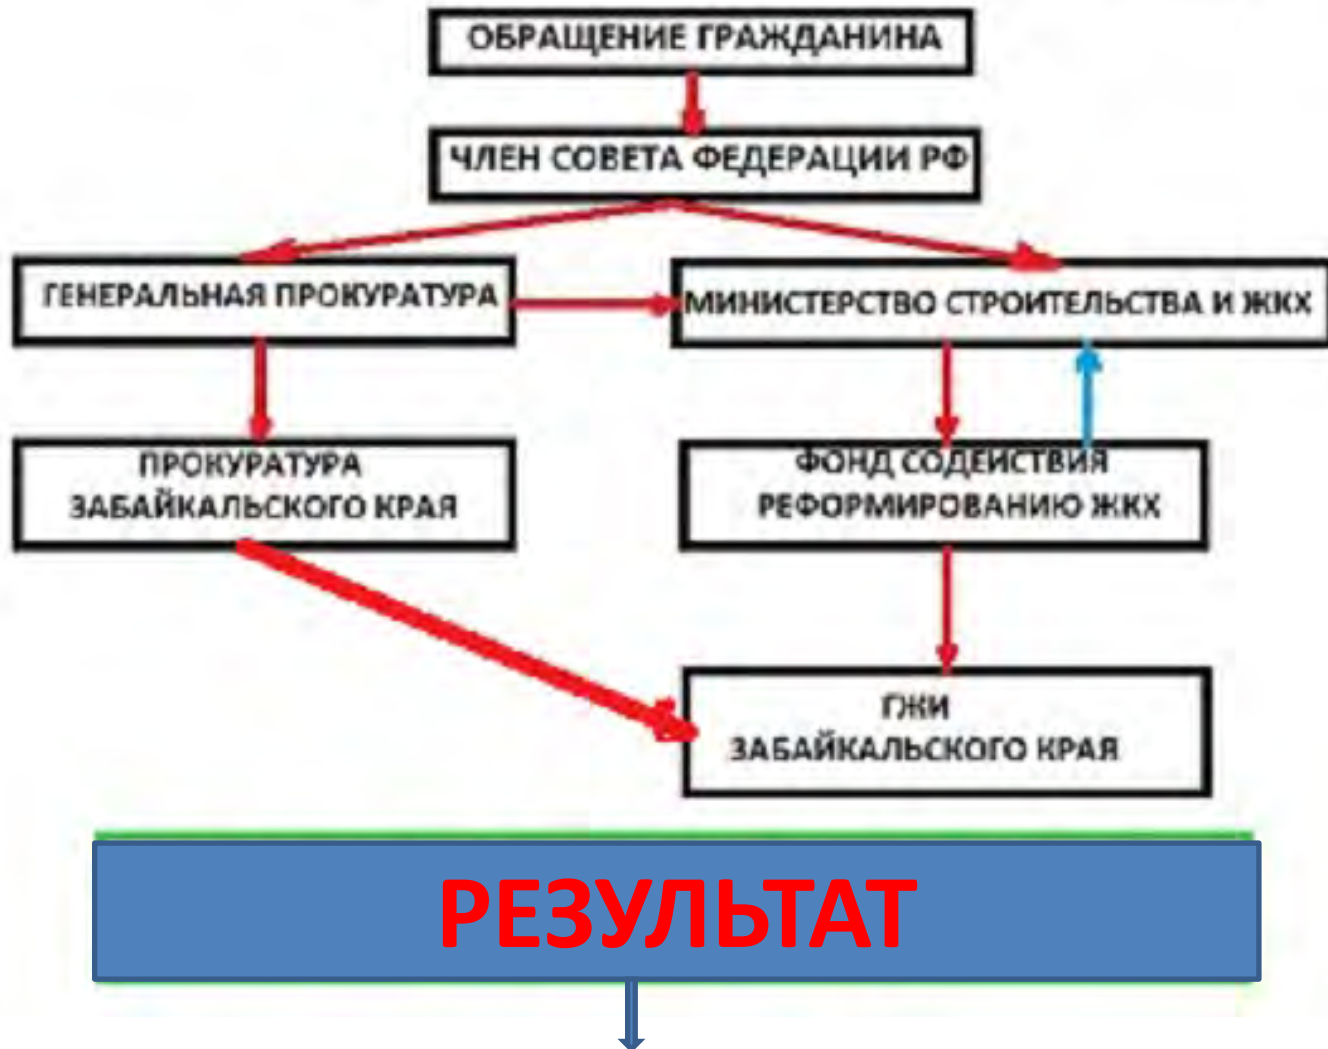 ОБРАЩЕНИЕ ГРАЖДАНИНА
ЧЛЕН СОВЕТА ФЕДЕРАЦИИ РФ
ГЕНЕРАЛЬНАЯ ПРОКУРАТУРА
МИНИСТЕРСТВО СТРОИТЕЛЬСТВА И ЖКХ
ПРОКУРАТУРА
ЗАБАЙКАЛЬСКОГО КРАЯ
ФОНД СОДЕЙСТВИЯ
РЕФОРМИРОВАНИЮ ЖКХ
ГЖИ
ЗАБАЙКАЛЬСКОГО КРАЯ
РЕЗУЛЬТАТ